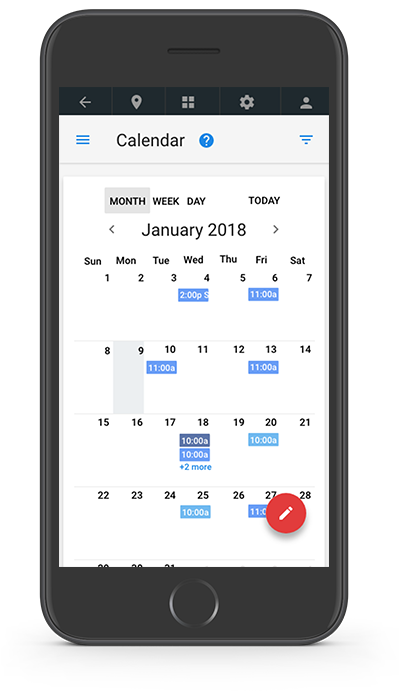 Calendar ?
MONTH WEEK DAY TODAY
January 2018
Sun Mon Tue Wed Thu Fri Sat
1 2 3 4 5 6 7
2:00p S 11:00a
8 9 10 11 12 13 14
10:00a 11:00a
15 16 17 18 19 20 21
10:00a 10:00a
10:00a
+2 more
22 23 24 25 26 27 28
10:00a